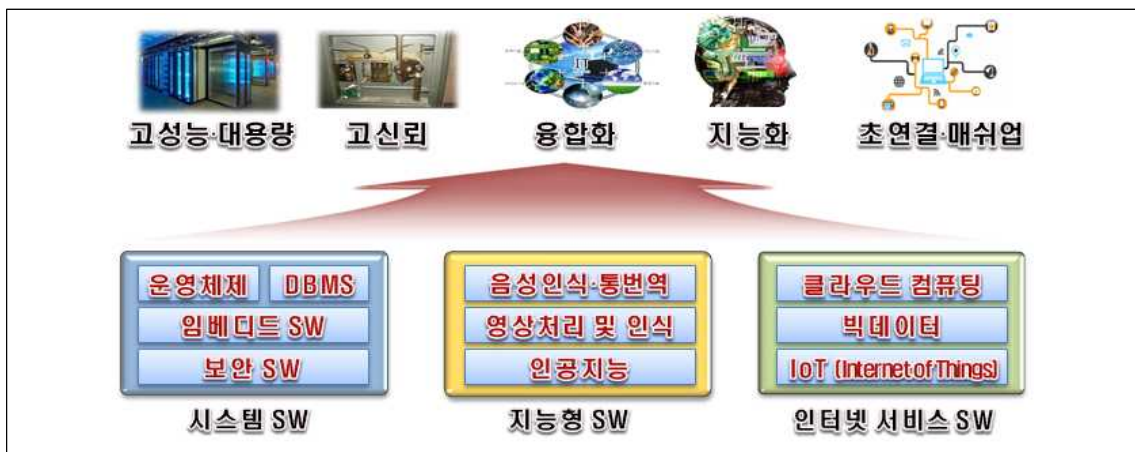 고성능·대용량 고신뢰 융합화 지능화 초연결·매쉬업
운영체제 DBMS
임베디드 SW
보안 SW
시스템 SW
음성인식·통번역
영상처리 및 인식
인공지능
지능형 SW
클라우드 컴퓨팅
빅데이터
IoT (Internet of Things)
인터넷 서비스 SW